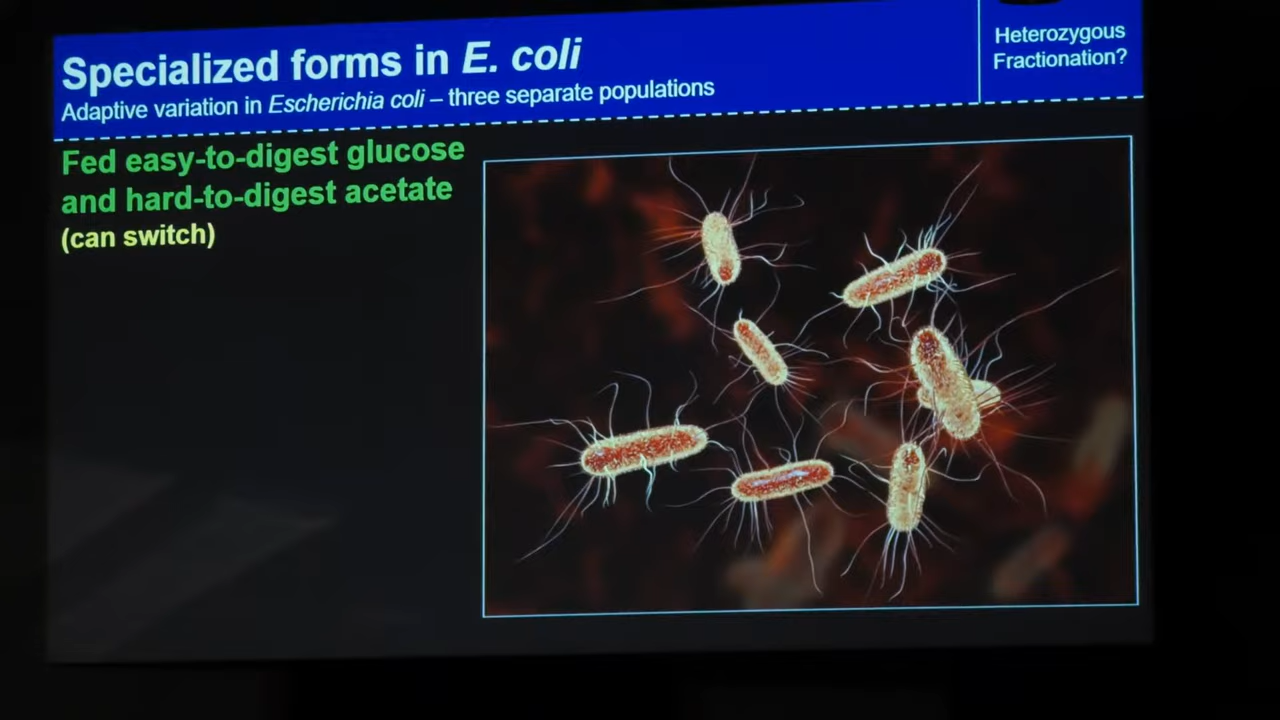 Specialized forms in E. coli
Adaptive variation in Escherichia coli – three separate populations
Heterozygous
Fractionation?
Fed easy-to-digest glucose
and hard-to-digest acetate
(can switch)